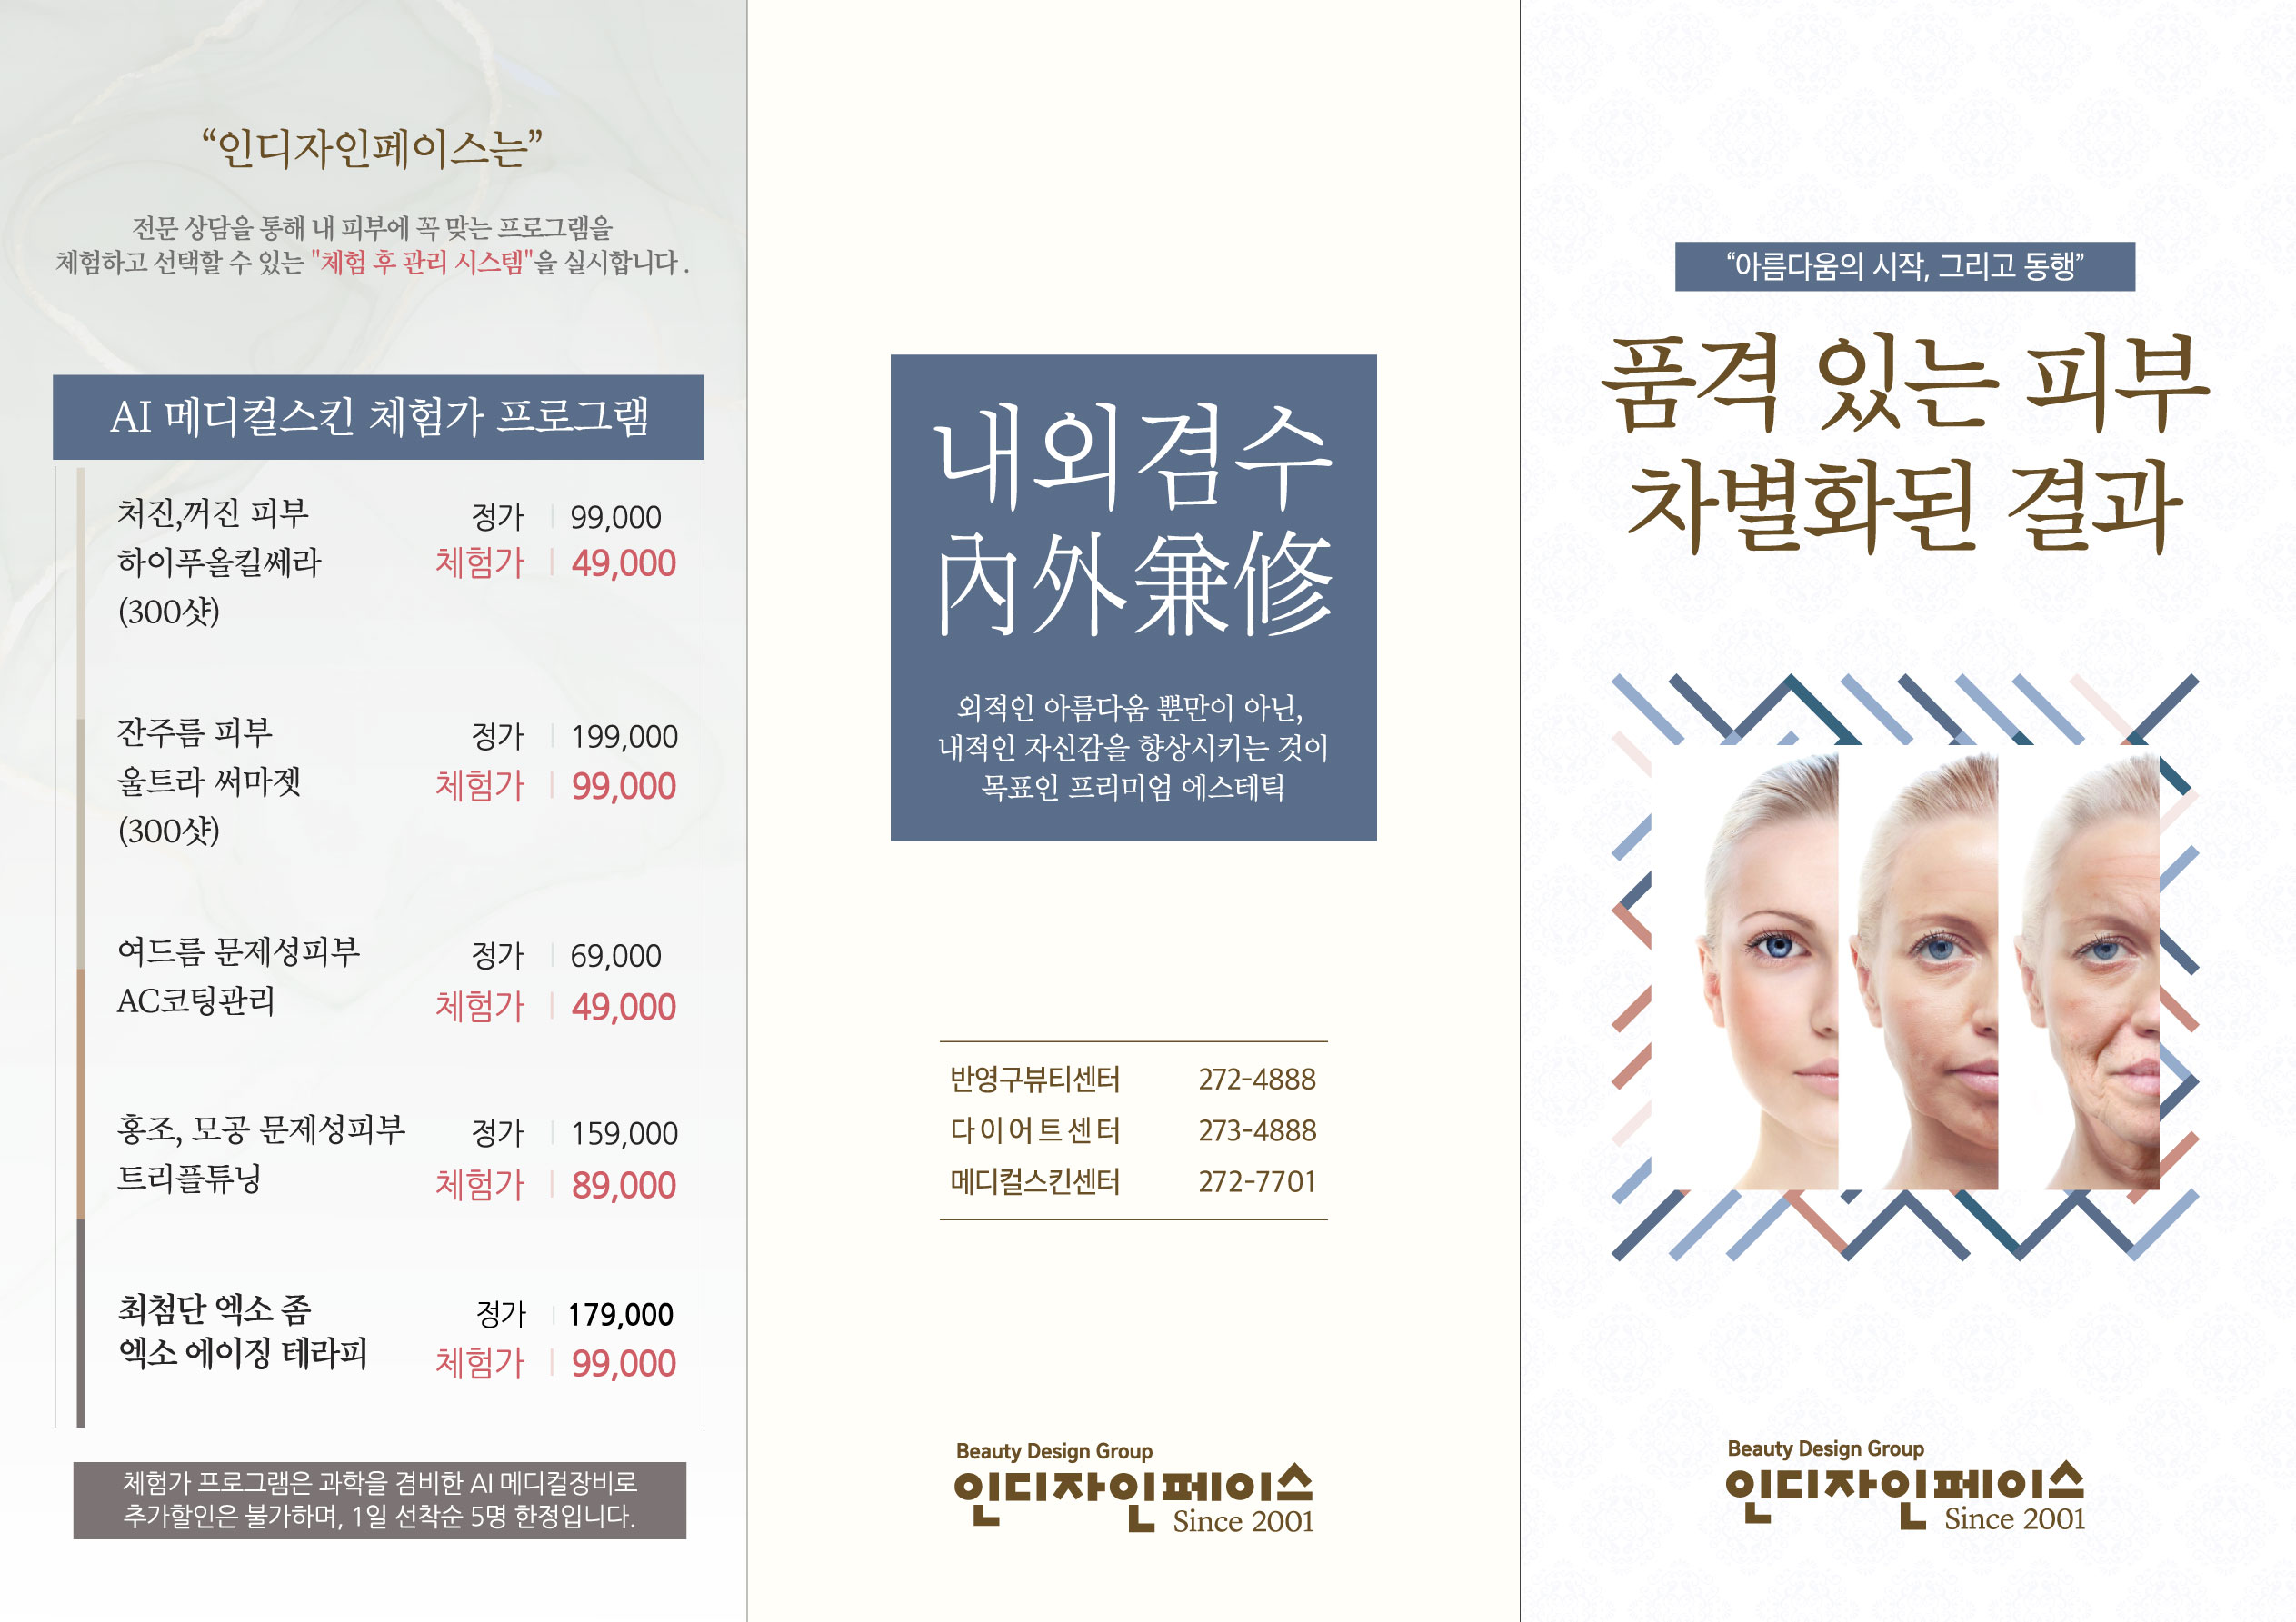 “인디자인페이스는”
전문 상담을 통해 내 피부에 꼭 맞는 프로그램을
체험하고 선택할 수 있는 "체험 후 관리 시스템"을 실시합니다 .
AI 메디컬스킨 체험가 프로그램
처진,꺼진 피부 정가 99,000
하이푸올킬쎄라 체험가 49,000
(300샷)
잔주름 피부 정가 199,000
울트라 써마젯 체험가 99,000
(300샷)
여드름 문제성피부 정가 69,000
AC코팅관리 체험가 49,000
홍조, 모공 문제성피부 정가 159,000
트리플튜닝 체험가 89,000
최첨단 엑소 좀 정가 179,000
엑소 에이징 테라피 체험가 99,000
체험가 프로그램은 과학을 겸비한 AI 메디컬장비로
추가할인은 불가하며, 1일 선착순 5명 한정입니다.
내외겸수
內外兼修
외적인 아름다움 뿐만이 아닌,
내적인 자신감을 향상시키는 것이
목표인 프리미엄 에스테틱
반영구뷰티센터 272-4888
다이어트센터 273-4888
메디컬스킨센터 272-7701
Beauty Design Group
인디자인페이스
Since 2001
“아름다움의 시작, 그리고 동행”
품격 있는 피부
차별화된 결과
Beauty Design Group
인디자인페이스
Since 2001